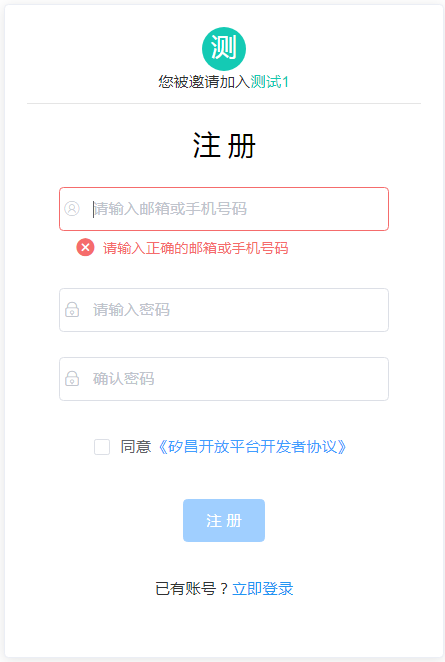 测
您被邀请加入测试1
注 册
请输入邮箱或手机号码
请输入正确的邮箱或手机号码
请输入密码
确认密码
同意《矽昌开放平台开发者协议》
注 册
已有账号？立即登录